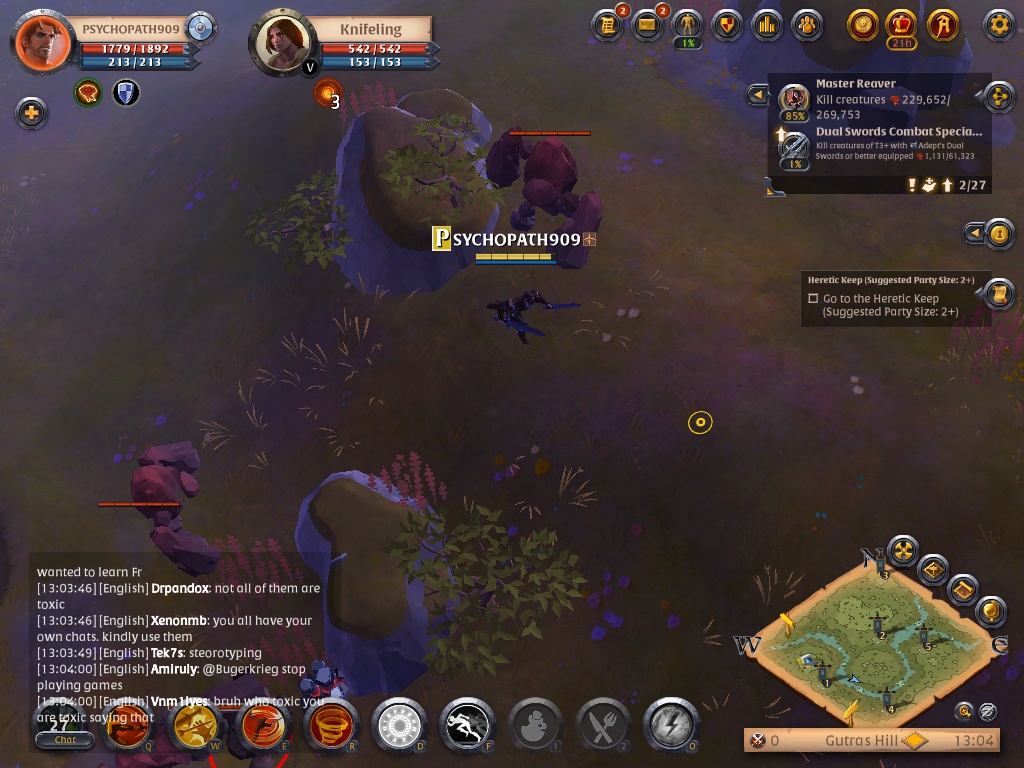 PSYCHOPATH909
1779 / 1892
213 / 213
Knifeling
542 / 542
153 / 153
V
3
2
2
1%
21h
Master Reaver
Kill creatures 229,652/
269,753
85%
Dual Swords Combat Specia...
Kill creatures of T3+ with Adept's Dual
Swords or better equipped 1,131/61,323
1%
2/27
PSYCHOPATH909
Heretic Keep (Suggested Party Size: 2+)
Go to the Heretic Keep
(Suggested Party Size: 2+)
wanted to learn Fr
[13:03:46] [English] Drpandox: not all of them are
toxic
[13:03:46] [English] Xenonmb: you all have your
own chats. kindly use them
[13:03:49] [English] Tek7s: steorotyping
[13:04:00] [English] Amiruly: @Bugerkrieg stop
playing games
[13:04:00] [English] Vnm1lyes: bruh who toxic you
are toxic saying that
27
Chat
Q
W
E
R
D
F
1
2
O
N
W
E
3
2
5
1
4
0
Gutras Hill
13:04